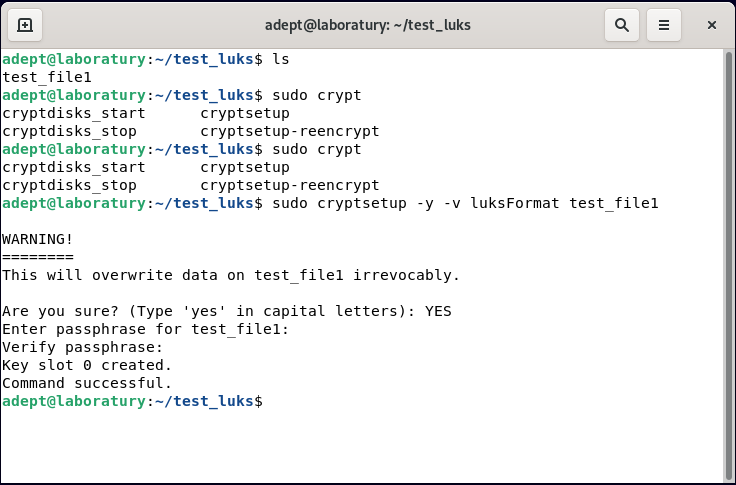 adept@laboratury: ~/test_luks
adept@laboratury:~/test_luks$ ls
test_file1
adept@laboratury:~/test_luks$ sudo crypt
cryptdisks_start      cryptsetup
cryptdisks_stop       cryptsetup-reencrypt
adept@laboratury:~/test_luks$ sudo crypt
cryptdisks_start      cryptsetup
cryptdisks_stop       cryptsetup-reencrypt
adept@laboratury:~/test_luks$ sudo cryptsetup -y -v luksFormat test_file1
WARNING!
========
This will overwrite data on test_file1 irrevocably.
Are you sure? (Type 'yes' in capital letters): YES
Enter passphrase for test_file1:
Verify passphrase:
Key slot 0 created.
Command successful.
adept@laboratury:~/test_luks$